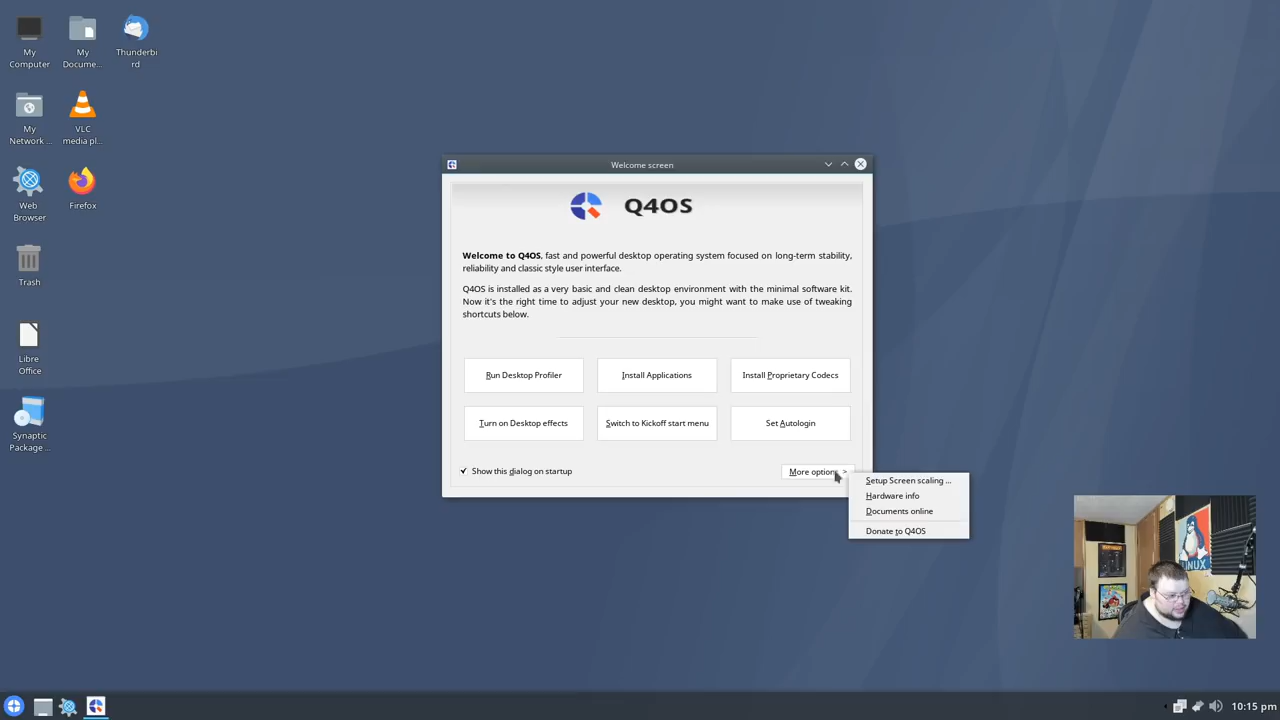 My
Computer
My
Docume...
Thunderbi
rd
My
Network ...
VLC
media pl...
Web
Browser
Firefox
Trash
Libre
Office
Synaptic
Package ...
Welcome screen
Q4OS
Welcome to Q4OS, fast and powerful desktop operating system focused on long-term stability,
reliability and classic style user interface.
Q4OS is installed as a very basic and clean desktop environment with the minimal software kit.
Now it's the right time to adjust your new desktop, you might want to make use of tweaking
shortcuts below.
Run Desktop Profiler
Install Applications
Install Proprietary Codecs
Turn on Desktop effects
Switch to Kickoff start menu
Set Autologin
Show this dialog on startup
More options >
Setup Screen scaling ...
Hardware info
Documents online
Donate to Q4OS
LINUX
10:15 pm